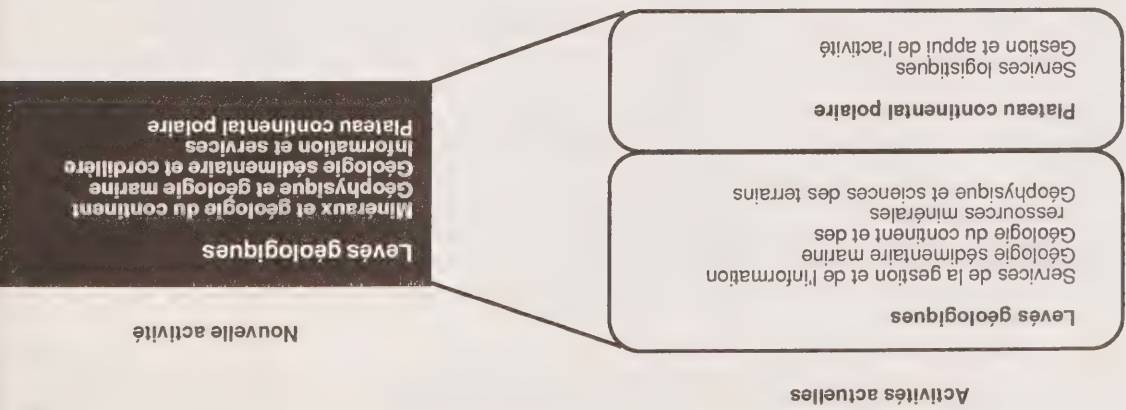 Activités actuelles
Levés géologiques
Services de la gestion et de l'information
Géologie sédimentaire marine
Géologie du continent et des
ressources minérales
Géophysique et sciences des terrains
Plateau continental polaire
Services logistiques
Gestion et appui de l'activité
Nouvelle activité
Levés géologiques
Minéraux et géologie du continent
Géophysique et géologie marine
Géologie sédimentaire et cordillère
Information et services
Plateau continental polaire